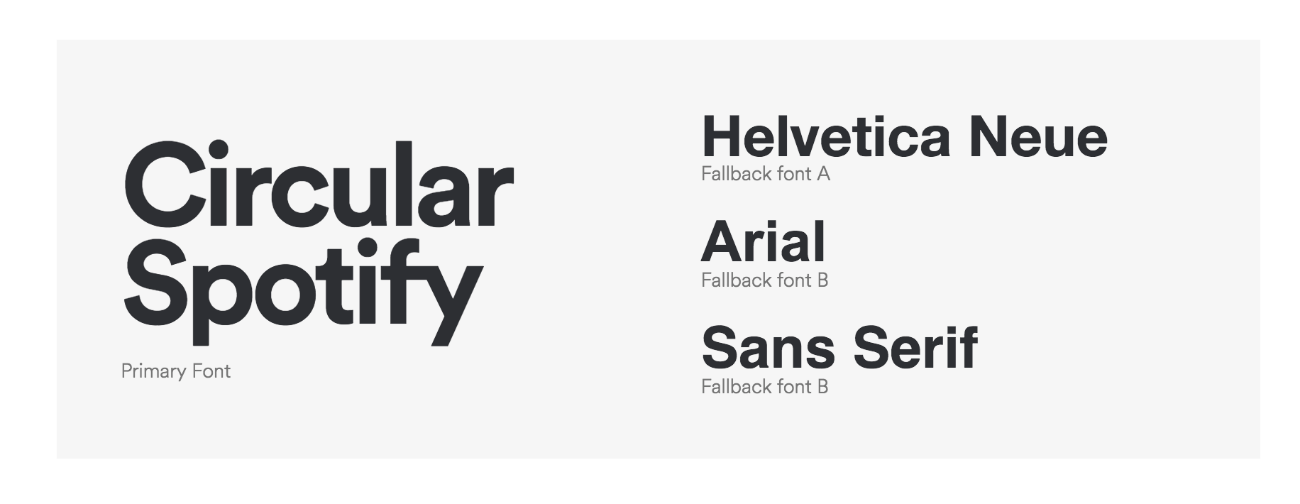 Circular
Spotify
Primary Font
Helvetica Neue
Fallback font A
Arial
Fallback font B
Sans Serif
Fallback font B